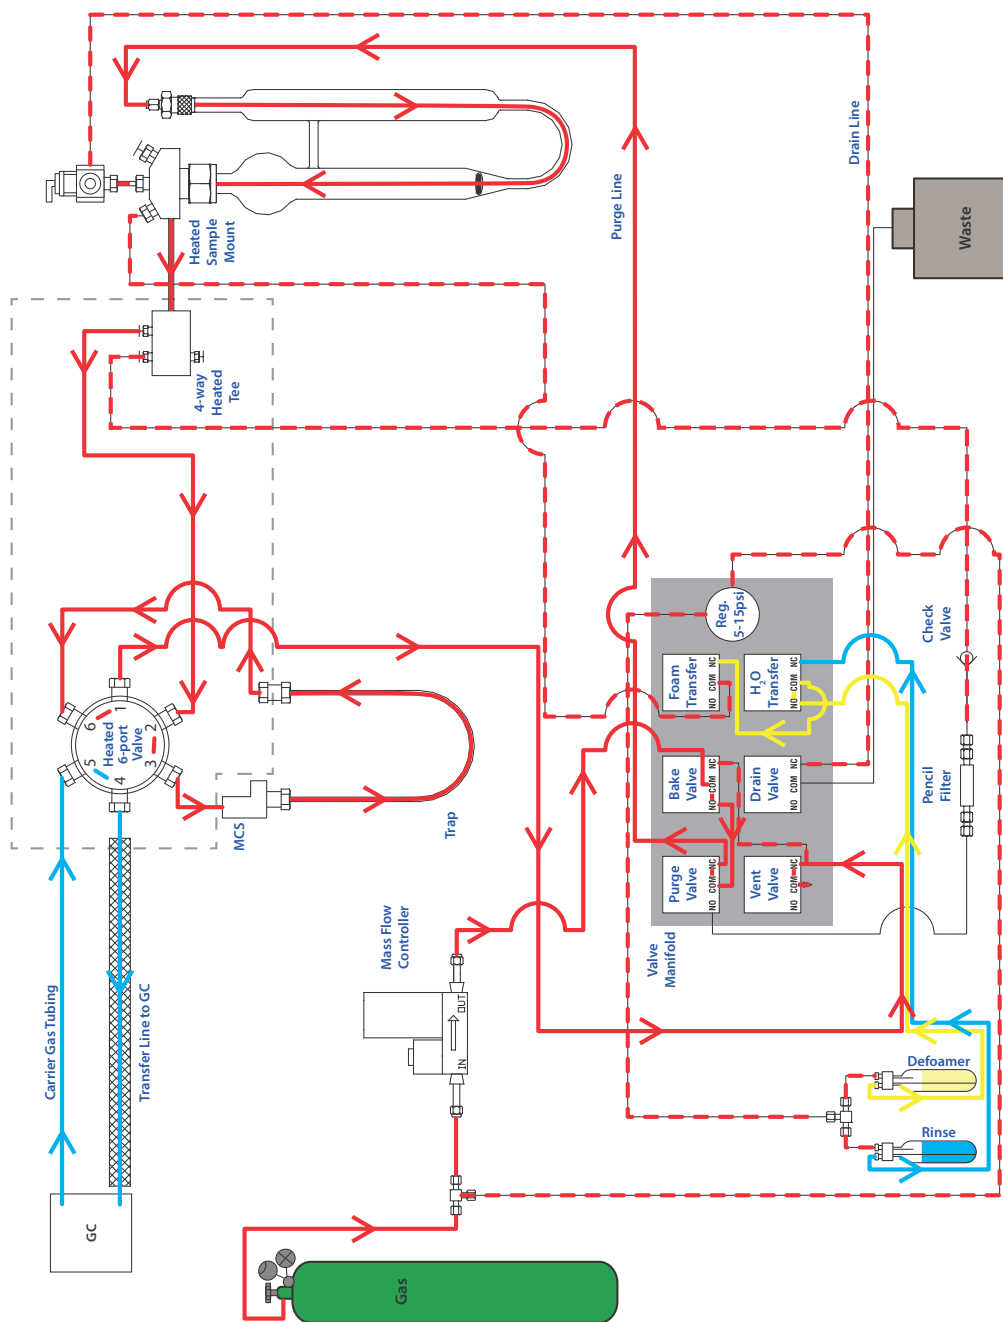 GC
Carrier Gas Tubing
Transfer Line to GC
Heated
6-port
Valve
1
2
3
4
5
6
4-way
Heated
Tee
Heated
Sample
Mount
MCS
Gas
Mass Flow
Controller
IN
OUT
Trap
Purge Line
Valve
Manifold
Purge
Valve
NO COM NC
Bake
Valve
NO COM NC
Foam
Transfer
NO COM NC
Reg.
5-15psi
Vent
Valve
NO COM NC
Drain
Valve
NO COM NC
H₂O
Transfer
NO COM NC
Drain Line
Rinse
Defoamer
Pencil
Filter
Check
Valve
Waste